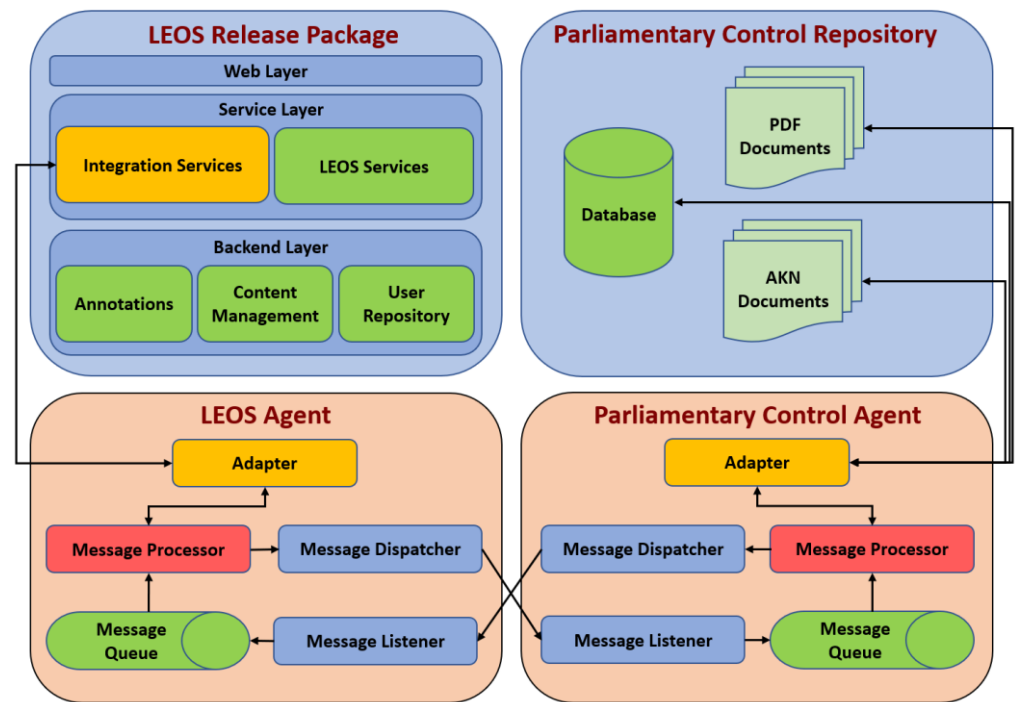 LEOS Release Package
Web Layer
Service Layer
Integration Services
LEOS Services
Backend Layer
Annotations
Content
Management
User
Repository
Parliamentary Control Repository
Database
PDF
Documents
AKN
Documents
LEOS Agent
Adapter
Message Processor
Message Dispatcher
Message
Queue
Message Listener
Parliamentary Control Agent
Adapter
Message Dispatcher
Message Processor
Message Listener
Message
Queue